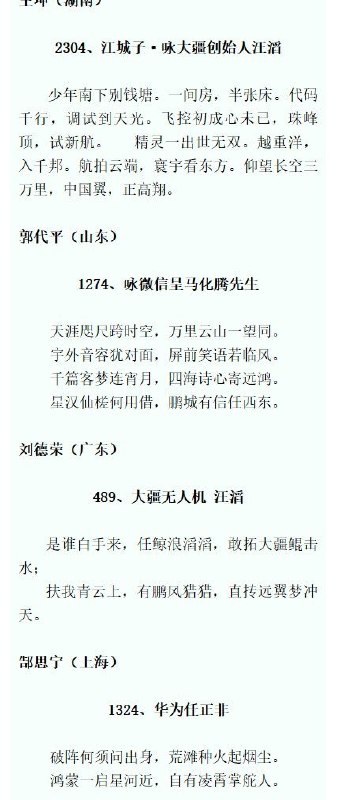 王坤（湖南）
2304、江城子·咏大疆创始人汪滔
少年南下别钱塘。一间房，半张床。代码
千行，调试到天光。飞控初成心未已，珠峰
顶，试新航。 精灵一出世无双。越重洋，
入千邦。航拍云端，寰宇看东方。仰望长空三
万里，中国翼，正高翔。
郭代平（山东）
1274、咏微信呈马化腾先生
天涯咫尺跨时空，万里云山一望同。
宇外音容犹对面，屏前笑语若临风。
千篇客梦连宵月，四海诗心寄远鸿。
星汉仙槎何用借，鹏城有信任西东。
刘德荣（广东）
489、大疆无人机 汪滔
是谁白手来，任鲸浪滔滔，敢拓大疆鲲击
水；
扶我青云上，有鹏风猎猎，直抟远翼梦冲
天。
郜思宁（上海）
1324、华为任正非
破阵何须问出身，荒滩种火起烟尘。
鸿蒙一启星河近，自有凌霄掌舵人。